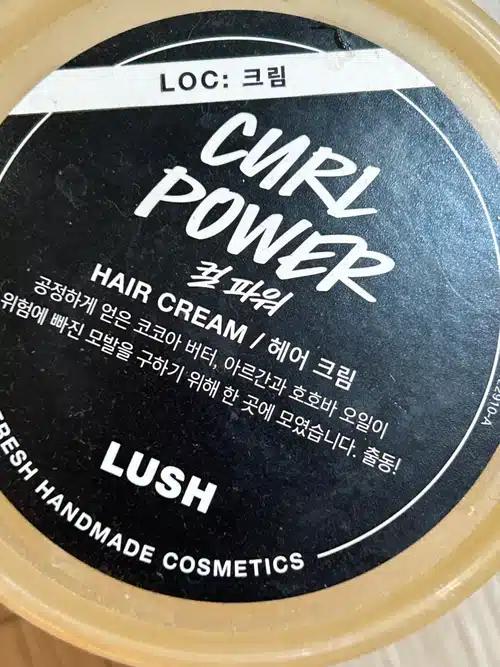 LOC: 크림
CURL
POWER
컬 파워
HAIR CREAM / 헤어 크림
공정하게 얻은 코코아 버터, 아르간과 호호바 오일이
위험에 빠진 모발을 구하기 위해 한 곳에 모였습니다. 출동!
LUSH
FRESH HANDMADE COSMETICS